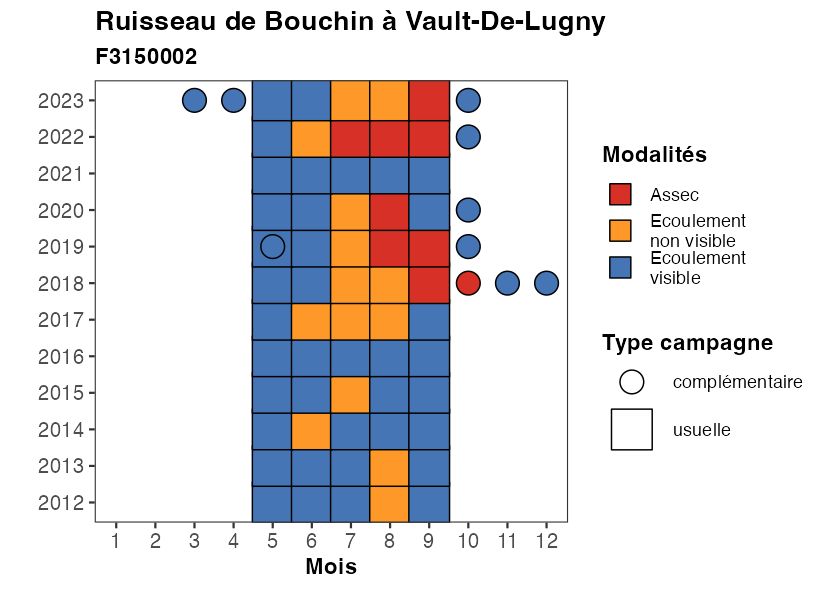 Ruisseau de Bouchin à Vault-De-Lugny
F3150002
2023
2022
2021
2020
2019
2018
2017
2016
2015
2014
2013
2012
1 2 3 4 5 6 7 8 9 10 11 12
Mois
Modalités
Assec
Ecoulement
non visible
Ecoulement
visible
Type campagne
complémentaire
usuelle